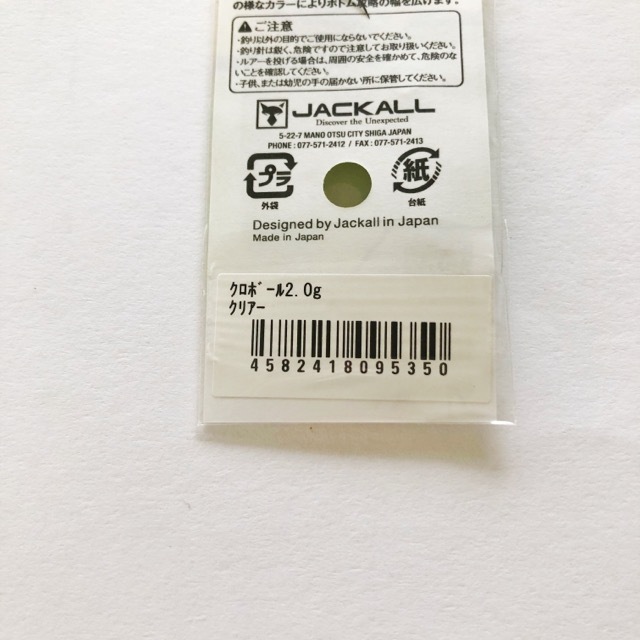 の様なカラーによりボトム攻略の幅を広げます。
ご注意
・釣り以外の目的でご使用にならないでください。
・釣り針は鋭く、危険ですので注意してお取り扱いください。
・ルアーを投げる場合は、周囲の安全を確かめて、危険のな
いことを確認してください。
・子供、または幼児の手の届かない所に保管してください。
JACKALL
Discover the Unexpected
5-22-7 MANO OTSU CITY SHIGA JAPAN
PHONE : 077-571-2412 / FAX : 077-571-2413
プラ
外袋
紙
台紙
Designed by Jackall in Japan
Made in Japan
クロボール2.0g
クリアー
4582418095350